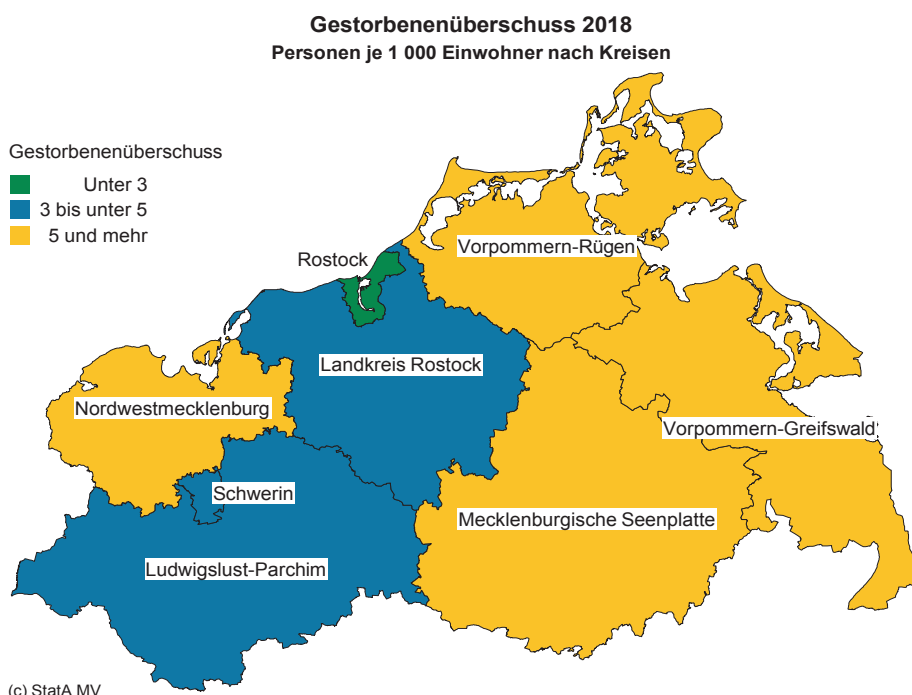 Gestorbenenüberschuss 2018
Personen je 1 000 Einwohner nach Kreisen
Gestorbenenüberschuss
Unter 3
3 bis unter 5
5 und mehr
Vorpommern-Rügen
Rostock
Landkreis Rostock
Nordwestmecklenburg
Vorpommern-Greifswald
Schwerin
Mecklenburgische Seenplatte
Ludwigslust-Parchim
(c) StatA MV